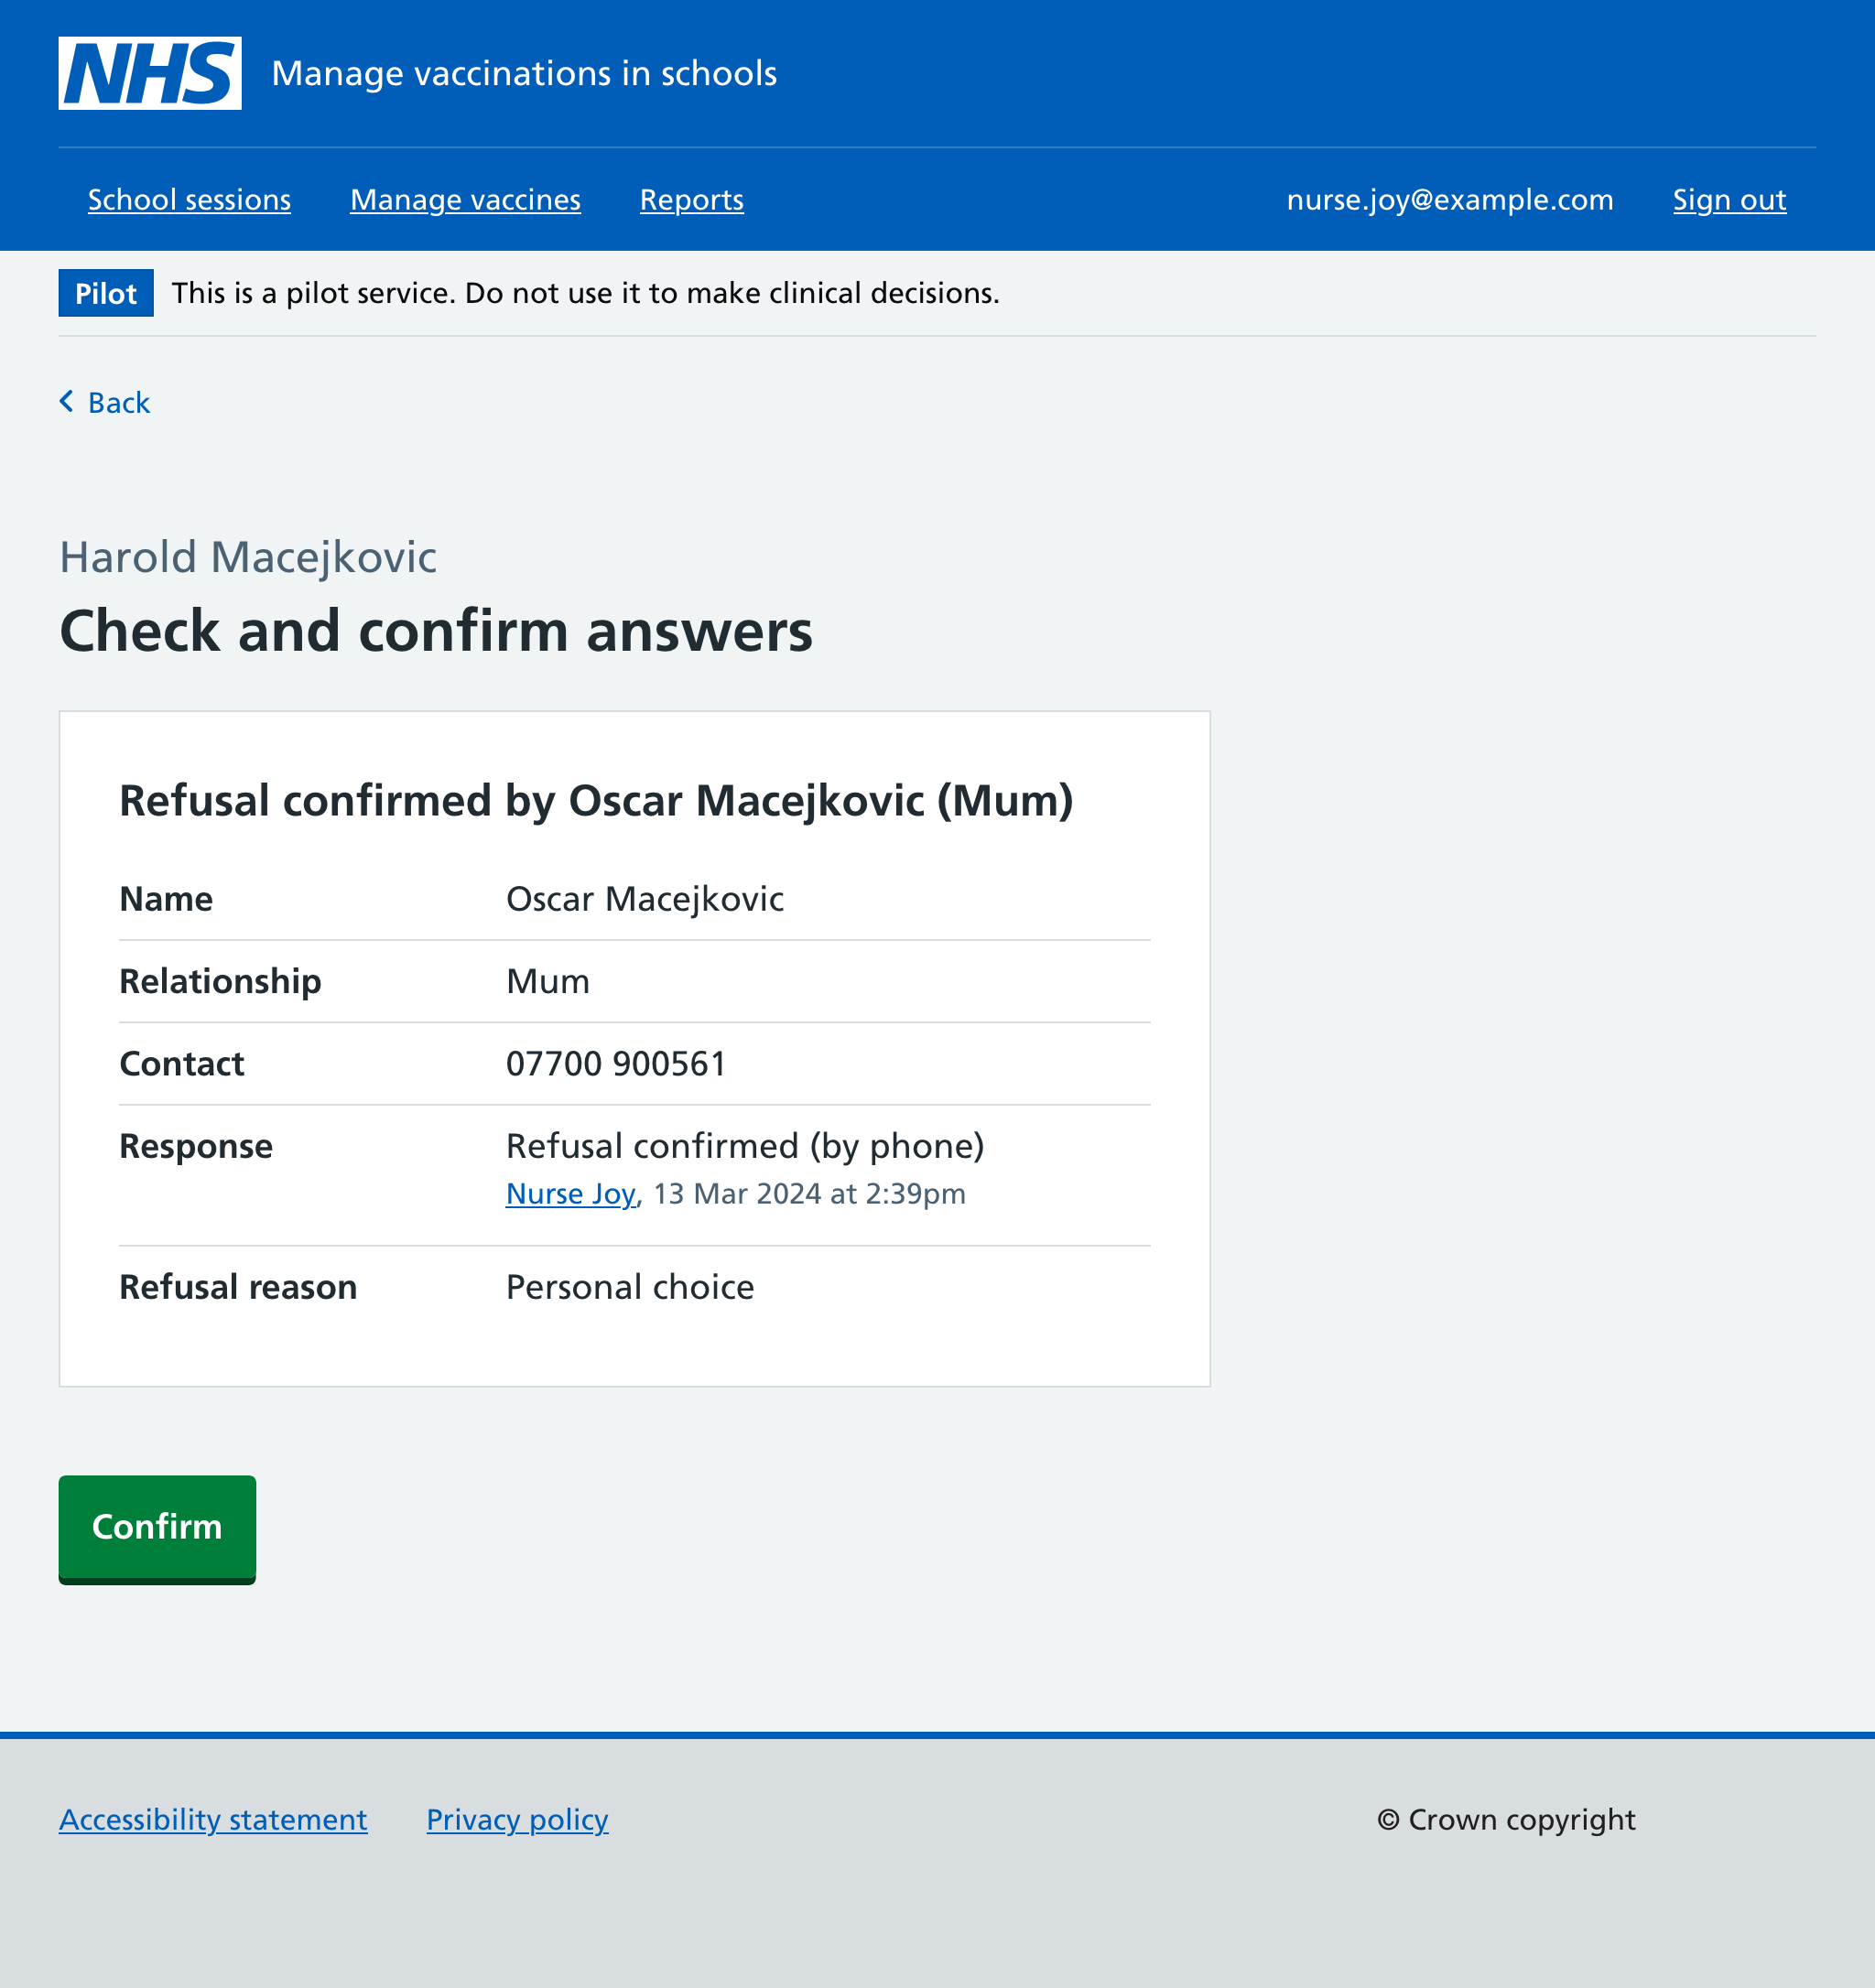 NHS Manage vaccinations in schools
School sessions Manage vaccines Reports nurse.joy@example.com Sign out
Pilot This is a pilot service. Do not use it to make clinical decisions.
Back
Harold Macejkovic
Check and confirm answers
Refusal confirmed by Oscar Macejkovic (Mum)
Name Oscar Macejkovic
Relationship Mum
Contact 07700 900561
Response Refusal confirmed (by phone)
Nurse Joy, 13 Mar 2024 at 2:39pm
Refusal reason Personal choice
Confirm
Accessibility statement Privacy policy © Crown copyright